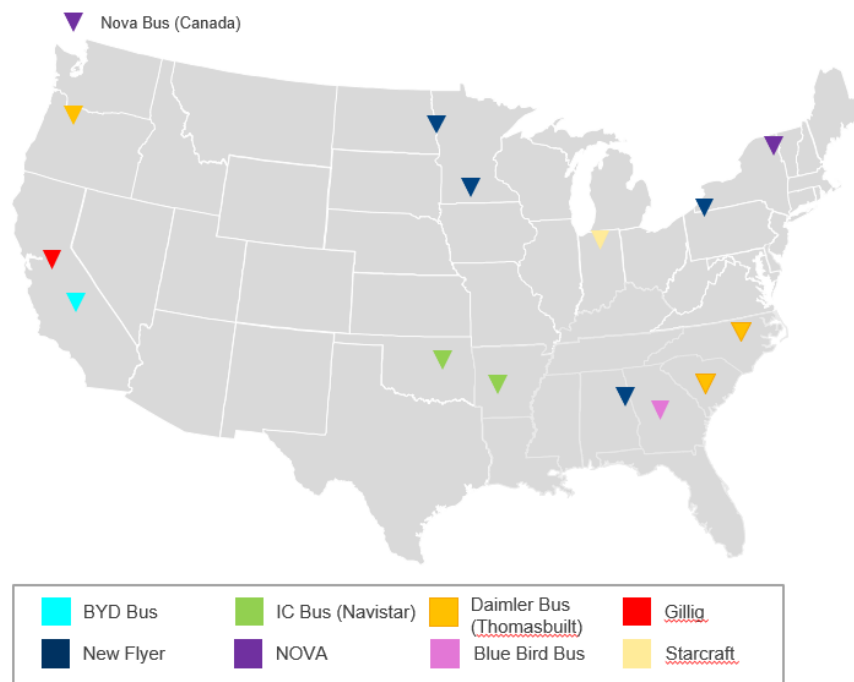 Nova Bus (Canada)
BYD Bus
IC Bus (Navistar)
Daimler Bus
(Thomasbuilt)
Gillig
New Flyer
NOVA
Blue Bird Bus
Starcraft